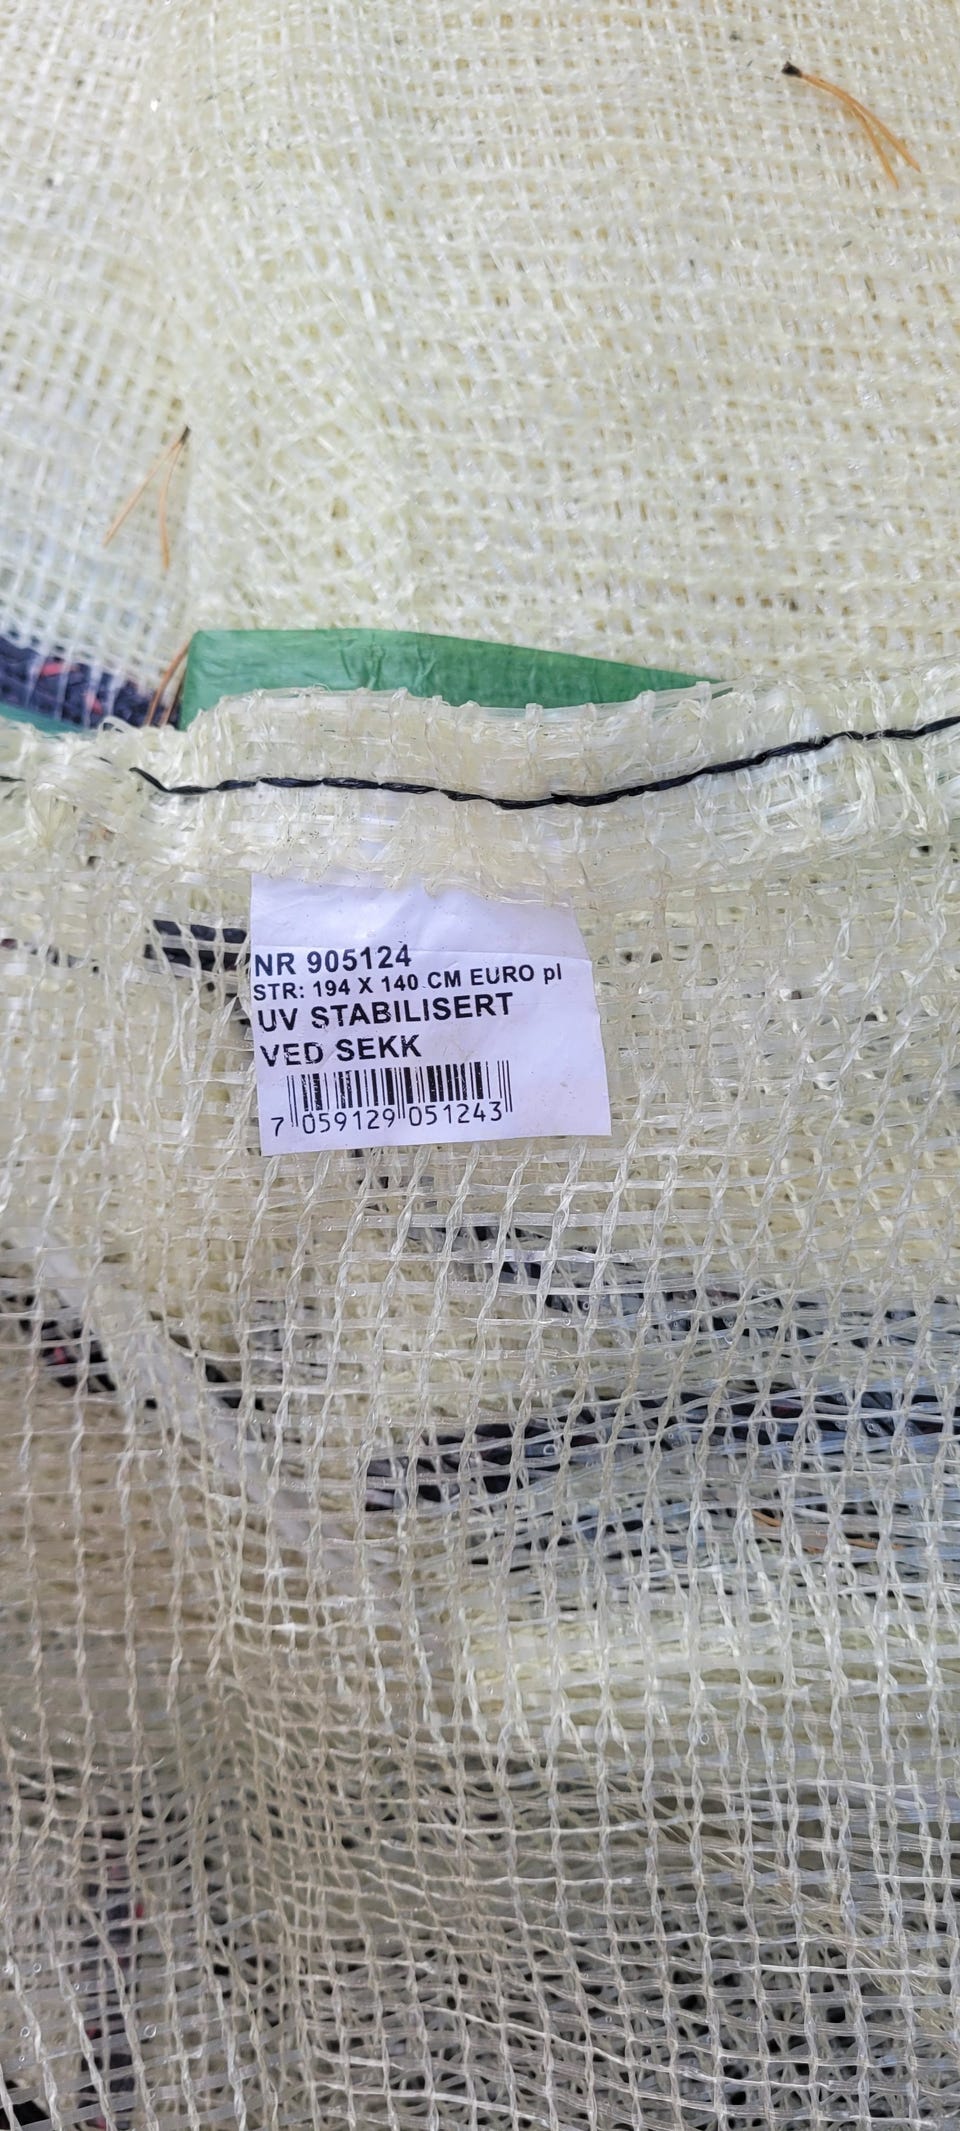 NR 905124
STR: 194 X 140 CM EURO pl
UV STABILISERT
VED SEKK
7 059129 051243